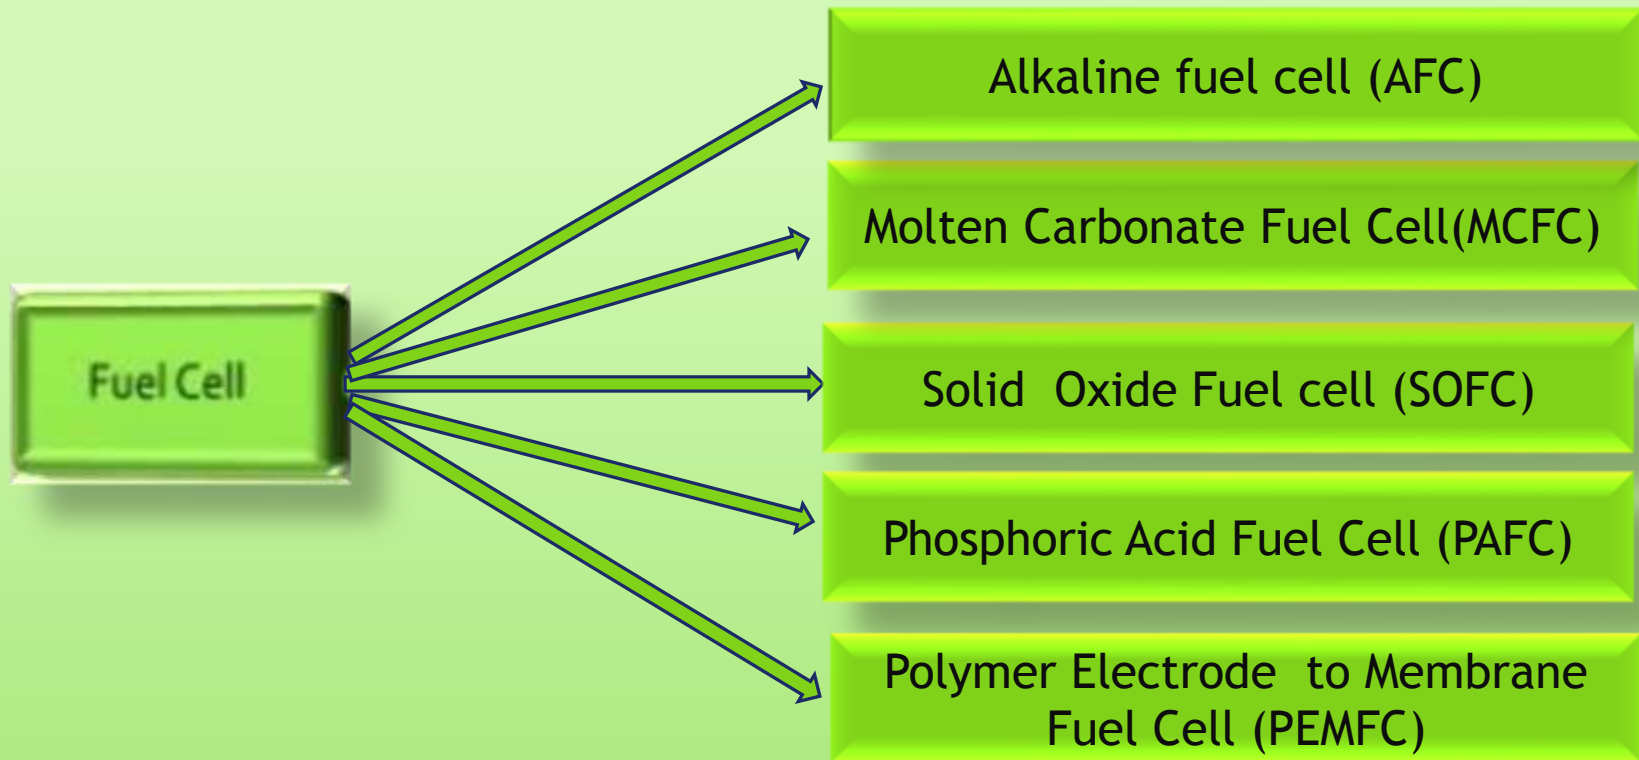 Alkaline fuel cell (AFC)
Molten Carbonate Fuel Cell(MCFC)
Fuel Cell
Solid  Oxide Fuel cell (SOFC)
Phosphoric Acid Fuel Cell (PAFC)
Polymer Electrode  to Membrane
Fuel Cell (PEMFC)